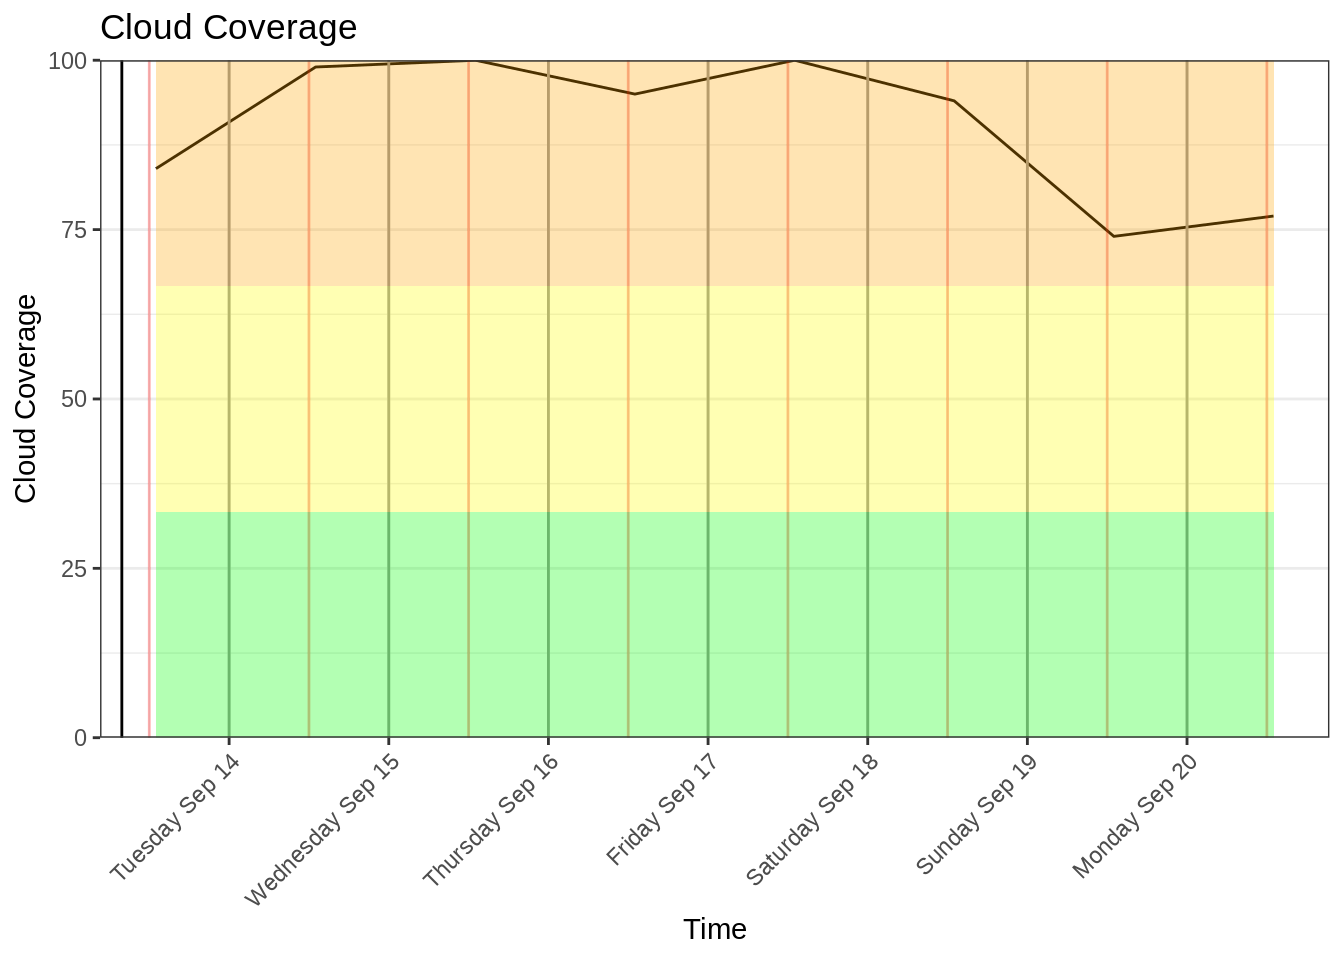 Cloud Coverage
100
75
50
25
0
Cloud Coverage
Tuesday Sep 14
Wednesday Sep 15
Thursday Sep 16
Friday Sep 17
Saturday Sep 18
Sunday Sep 19
Monday Sep 20
Time